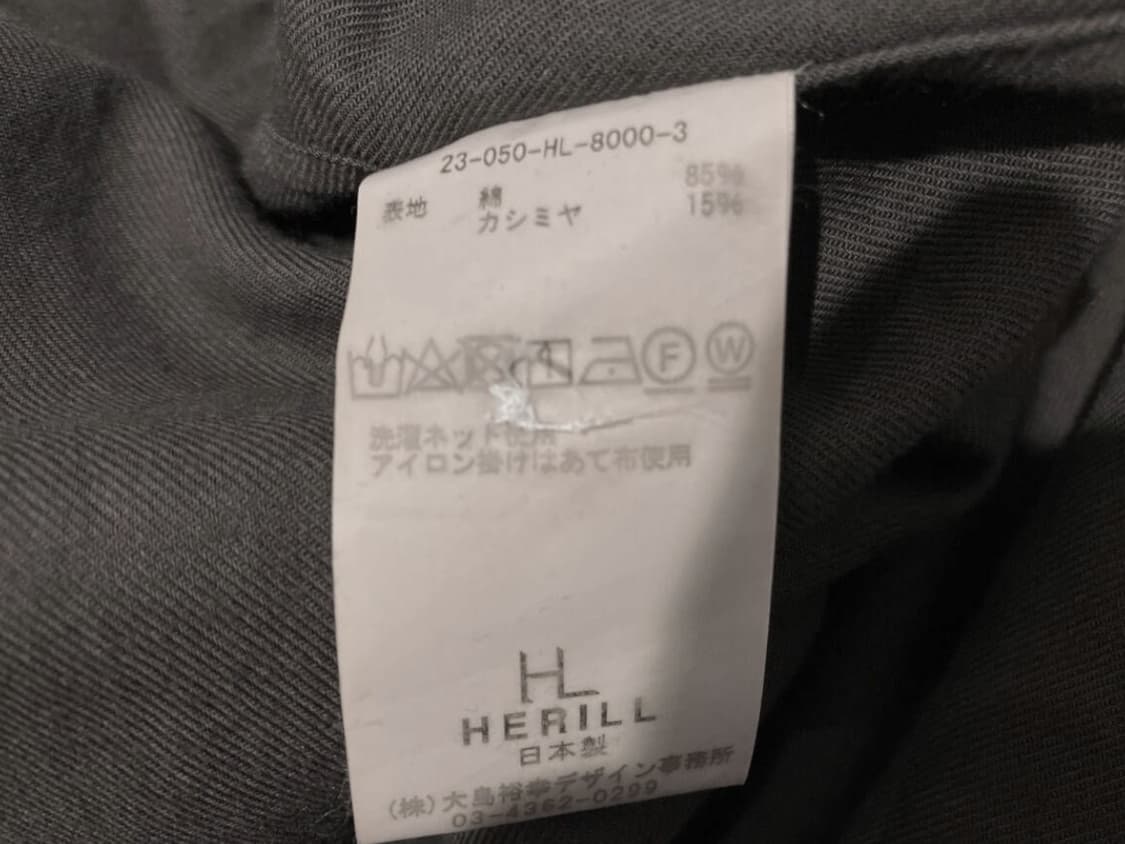 23-050-HL-8000-3
表地 綿 85%
カシミヤ 15%
F W
洗濯ネット使用
アイロン掛けはあて布使用
HL
HERILL
日本製
(株)大島裕幸デザイン事務所
03-4362-0299